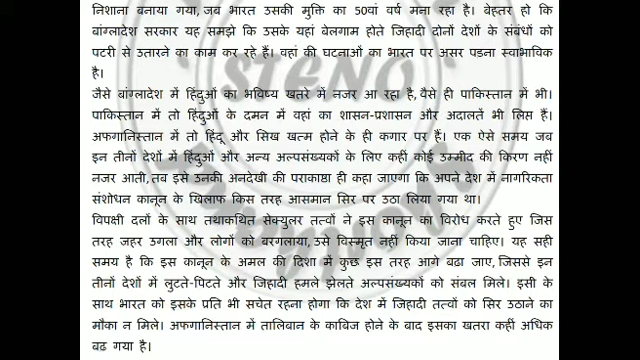 निशाना बनाया गया, जब भारत उसकी मुक्ति का 50वां वर्ष मना रहा है। बेहतर हो कि
बांग्लादेश सरकार यह समझे कि उसके यहां बेलगाम होते जिहादी दोनों देशों के संबंधों को
पटरी से उतारने का काम कर रहे हैं। वहां की घटनाओं का भारत पर असर पड़ना स्वाभाविक
है।
जैसे बांग्लादेश में हिंदुओं का भविष्य खतरे में नजर आ रहा है, वैसे ही पाकिस्तान में भी।
पाकिस्तान में तो हिंदुओं के दमन में वहां का शासन-प्रशासन और अदालतें भी लिप्त हैं।
अफगानिस्तान में तो हिंदू और सिख खत्म होने के ही कगार पर हैं। एक ऐसे समय जब
इन तीनों देशों में हिंदुओं और अन्य अल्पसंख्यकों के लिए कहीं कोई उम्मीद की किरण नहीं
नजर आती, तब इसे उनकी अनदेखी की पराकाष्ठा ही कहा जाएगा कि अपने देश में नागरिकता
संशोधन कानून के खिलाफ किस तरह आसमान सिर पर उठा लिया गया था।
विपक्षी दलों के साथ तथाकथित सेक्युलर तत्वों ने इस कानून का विरोध करते हुए जिस
तरह जहर उगला और लोगों को बरगलाया, उसे विस्मृत नहीं किया जाना चाहिए। यह सही
समय है कि इस कानून के अमल की दिशा में कुछ इस तरह आगे बढा जाए, जिससे इन
तीनों देशों में लुटते-पिटते और जिहादी हमले झेलते अल्पसंख्यकों को संबल मिले। इसी के
साथ भारत को इसके प्रति भी सचेत रहना होगा कि देश में जिहादी तत्वों को सिर उठाने का
मौका न मिले। अफगानिस्तान में तालिबान के काबिज होने के बाद इसका खतरा कहीं अधिक
बढ गया है।
STENO